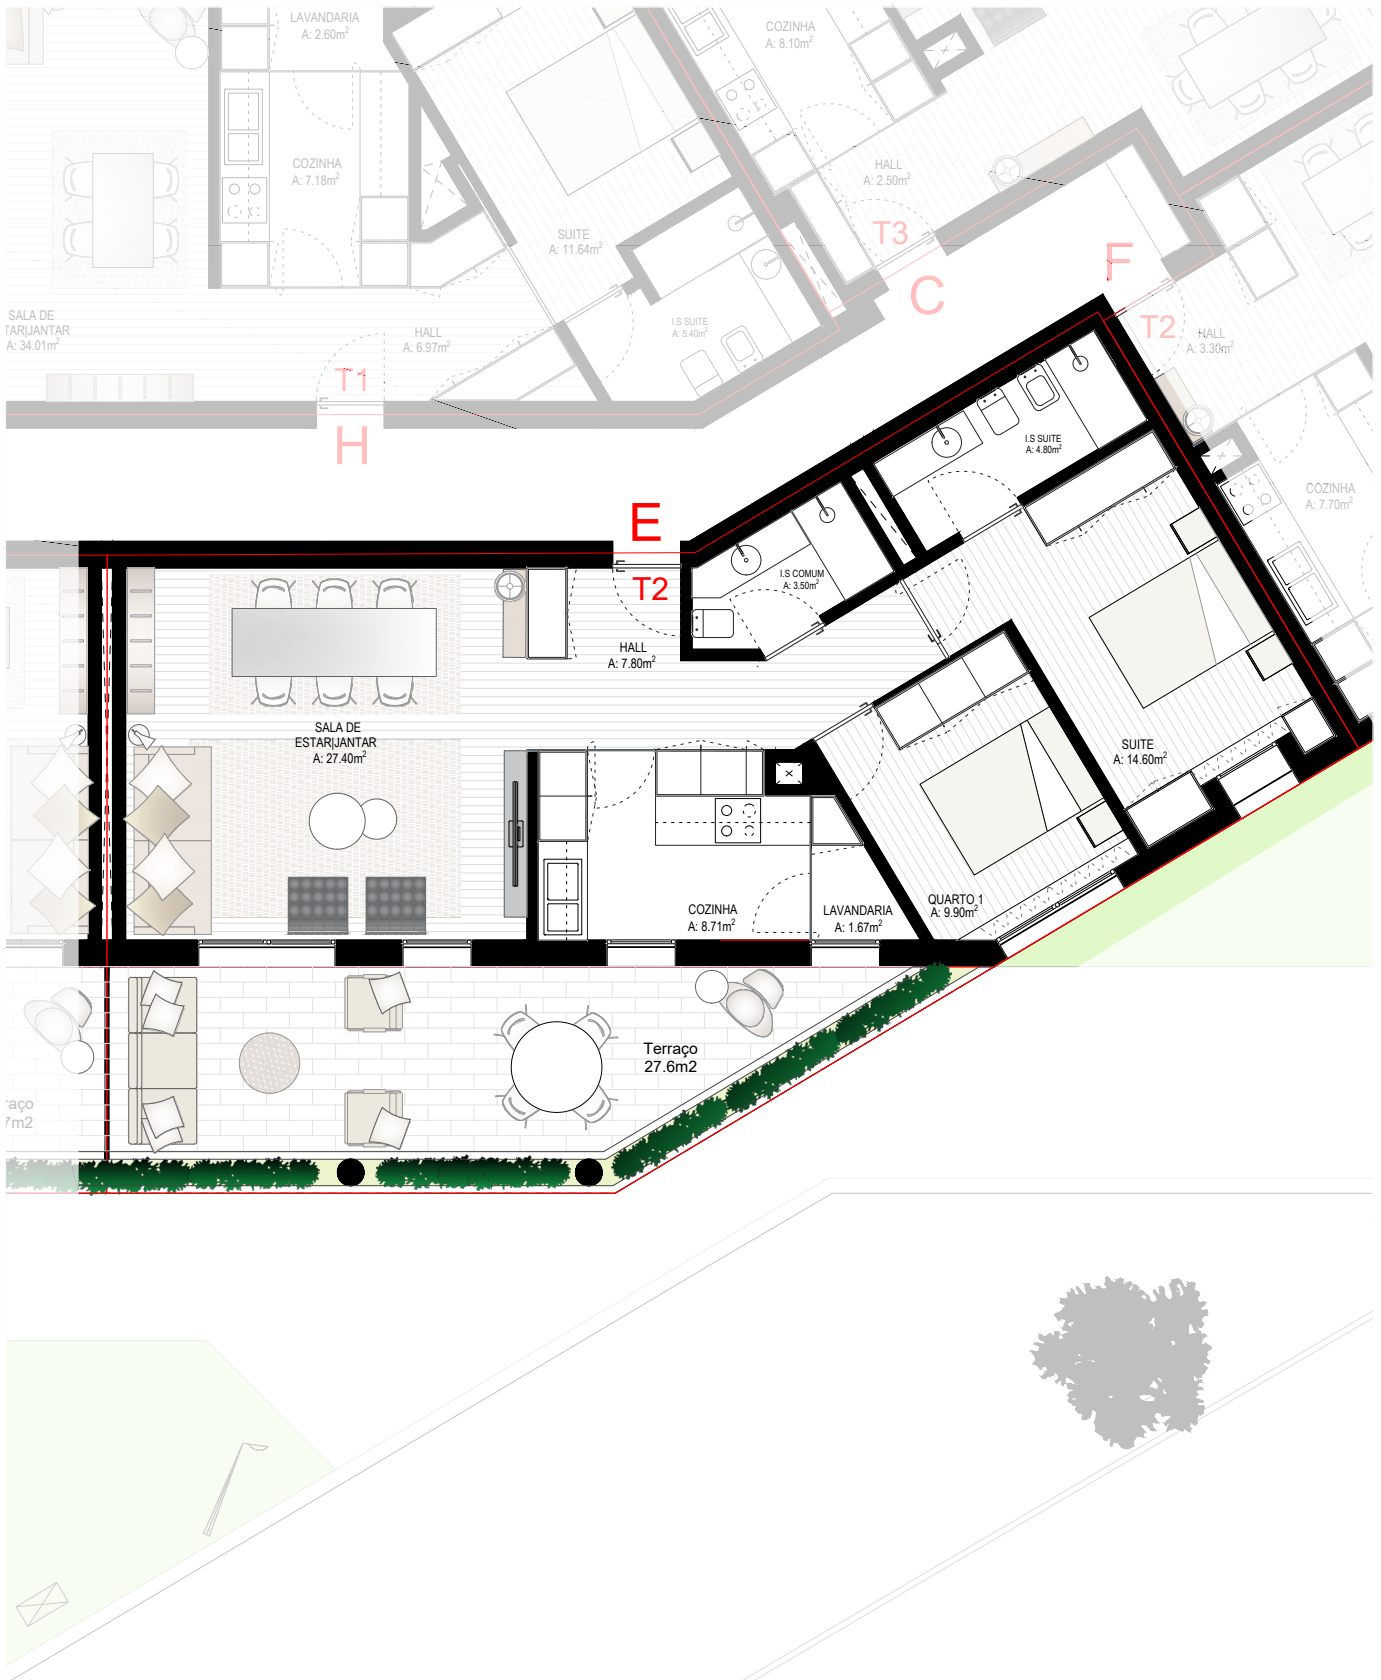 LAVANDARIA
A: 2.60m²
COZINHA
A: 8.10m²
COZINHA
A: 7.18m²
HALL
A: 2.50m²
SUITE
A: 11.64m²
T3
C
F
I.S SUITE
A: 5.40m²
SALA DE
TAR|JANTAR
A: 34.01m²
HALL
A: 6.97m²
T2
HALL
A: 3.30m²
T1
H
I.S SUITE
A: 4.80m²
COZINHA
A: 7.70m²
E
T2
I.S COMUM
A: 3.50m²
HALL
A: 7.80m²
SALA DE
ESTAR|JANTAR
A: 27.40m²
SUITE
A: 14.60m²
COZINHA
A: 8.71m²
LAVANDARIA
A: 1.67m²
QUARTO 1
A: 9.90m²
Terraço
27.6m2
raço
7m2